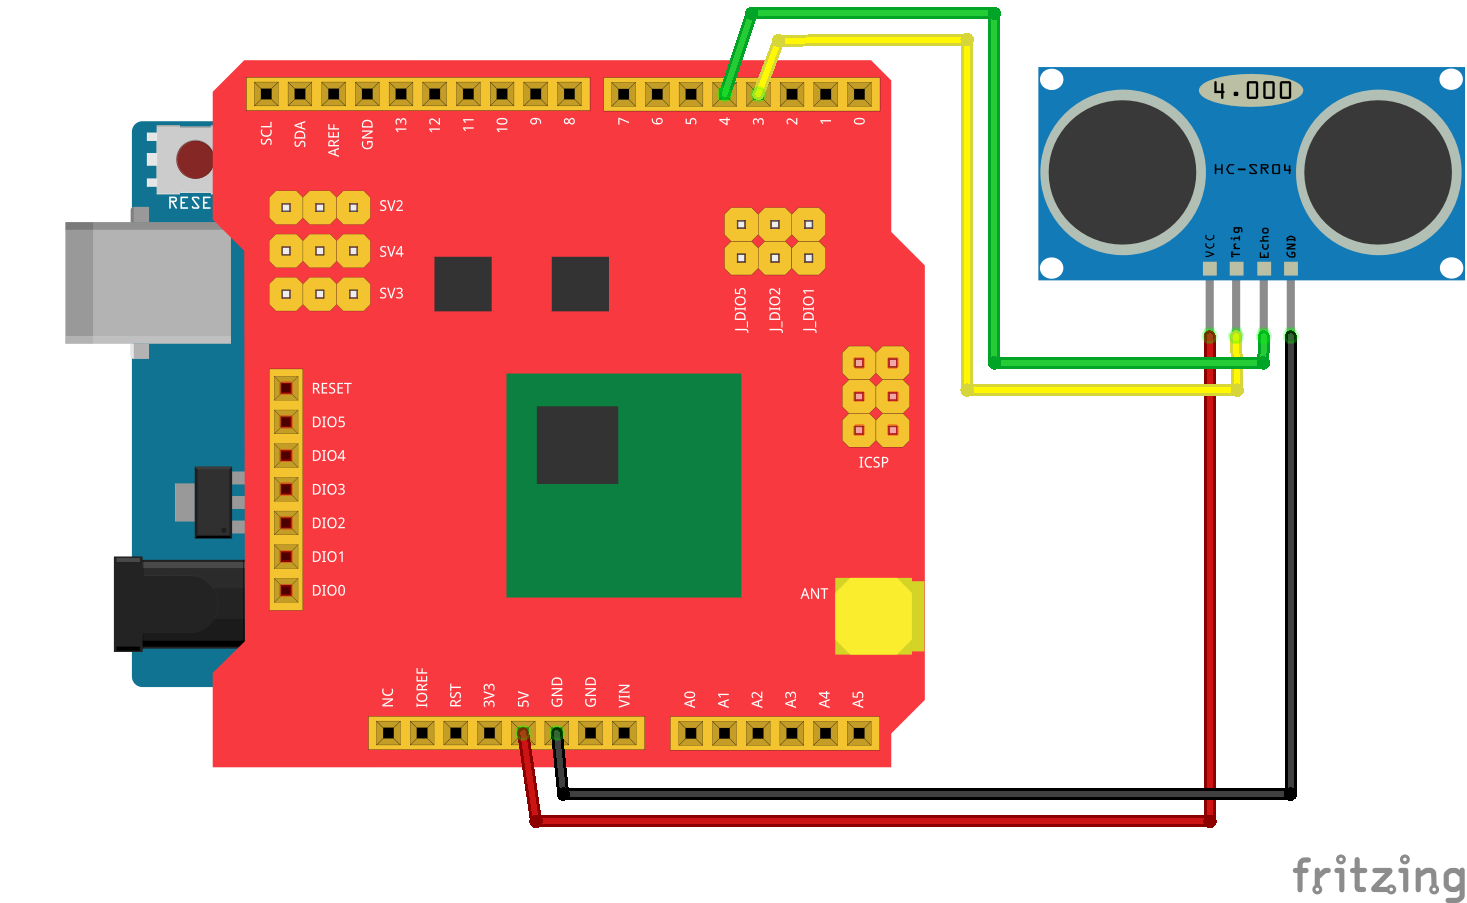 SCL SDA AREF GND 13 12 11 10 9 8 7 6 5 4 3 2 1 0
4.000
HC-SR04
VCC Trig Echo GND
RESE
SV2
SV4
SV3
J_DIO5 J_DIO2 J_DIO1
RESET
DIO5
DIO4
DIO3
DIO2
DIO1
DIO0
ICSP
ANT
NC IOREF RST 3V3 5V GND GND VIN A0 A1 A2 A3 A4 A5
fritzing